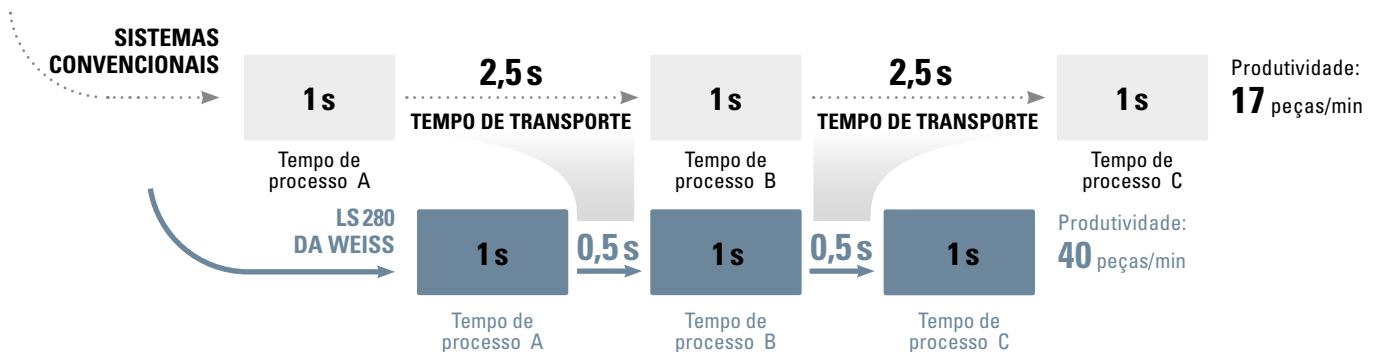 SISTEMAS
CONVENCIONAIS
1 s
2,5 s
TEMPO DE TRANSPORTE
1 s
2,5 s
TEMPO DE TRANSPORTE
1 s
Produtividade:
17 peças/min
Tempo de
processo A
Tempo de
processo B
Tempo de
processo C
LS 280
DA WEISS
1 s
0,5 s
1 s
0,5 s
1 s
Produtividade:
40 peças/min
Tempo de
processo A
Tempo de
processo B
Tempo de
processo C